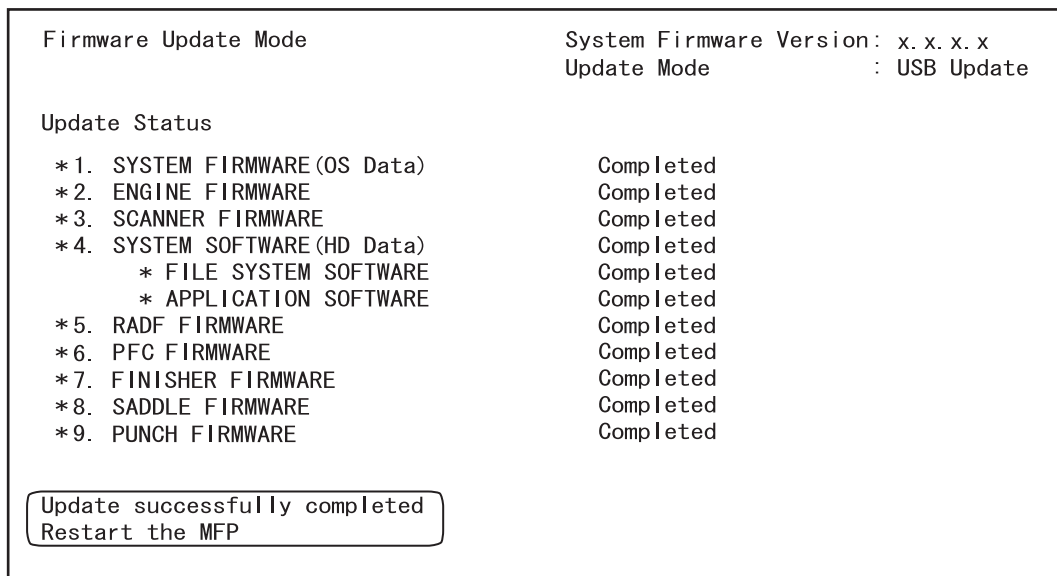 Firmware Update Mode System Firmware Version: x.x.x.x
Update Mode : USB Update
Update Status
*1. SYSTEM FIRMWARE(OS Data) Completed
*2. ENGINE FIRMWARE Completed
*3. SCANNER FIRMWARE Completed
*4. SYSTEM SOFTWARE(HD Data) Completed
* FILE SYSTEM SOFTWARE Completed
* APPLICATION SOFTWARE Completed
*5. RADF FIRMWARE Completed
*6. PFC FIRMWARE Completed
*7. FINISHER FIRMWARE Completed
*8. SADDLE FIRMWARE Completed
*9. PUNCH FIRMWARE Completed
Update successfully completed
Restart the MFP